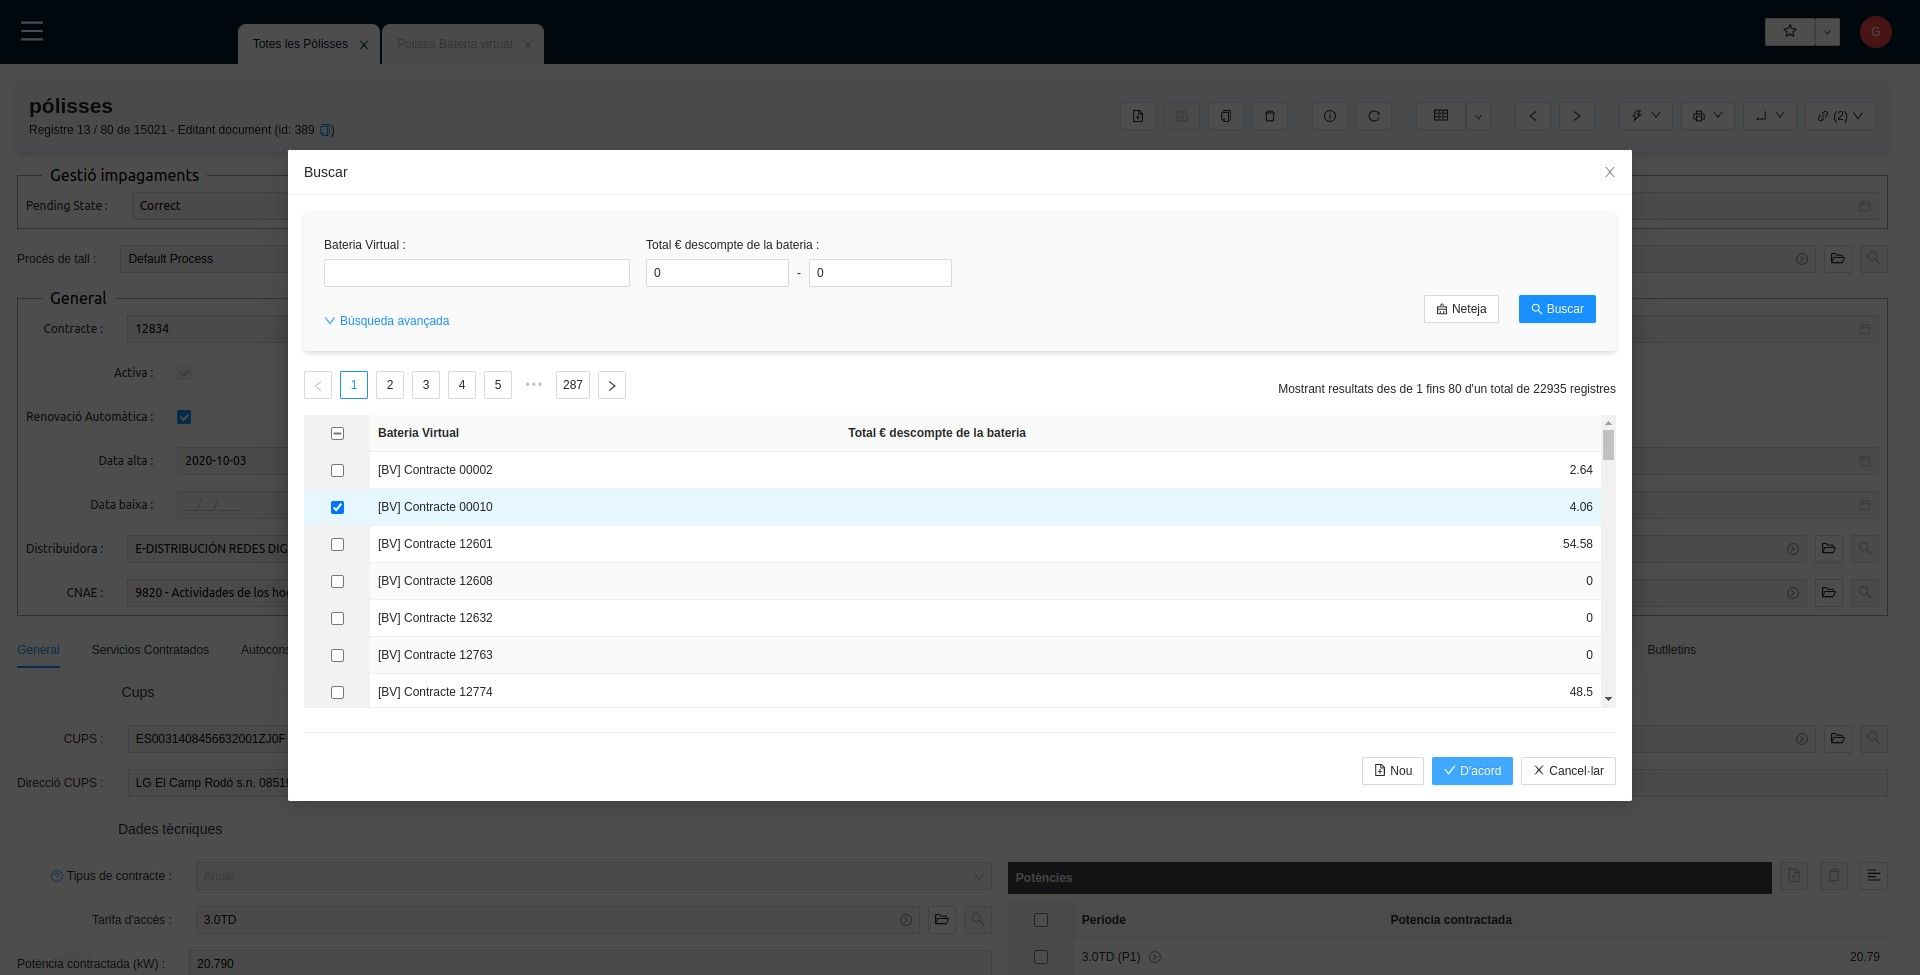 Totes les Pòlisses
Polissa Bateria virtual
G
pólisses
Registre 13 / 80 de 15021 - Editant document (id: 389)
(2)
Gestió impagaments
Pending State :
Correct
Procés de tall :
Default Process
General
Contracte :
12834
Activa :
Renovació Automàtica :
Data alta :
2020-10-03
Data baixa :
__/__/____
Distribuidora :
E-DISTRIBUCIÓN REDES DIG
CNAE :
9820 - Actividades de los ho
General
Servicios Contratados
Autocons
Butlletins
Cups
CUPS :
ES0031408456632001ZJ0F
Direcció CUPS :
LG El Camp Rodó s.n. 0851
Dades tècniques
Tipus de contracte :
Anual
Tarifa d'accés :
3.0TD
Potència contractada (kW) :
20.790
Potències
Periode
Potencia contractada
3.0TD (P1)
20.79
Buscar
Bateria Virtual :
Total € descompte de la bateria :
0
-
0
Búsqueda avançada
Neteja
Buscar
1
2
3
4
5
•••
287
Mostrant resultats des de 1 fins 80 d'un total de 22935 registres
Bateria Virtual
Total € descompte de la bateria
[BV] Contracte 00002
2.64
[BV] Contracte 00010
4.06
[BV] Contracte 12601
54.58
[BV] Contracte 12608
0
[BV] Contracte 12632
0
[BV] Contracte 12763
0
[BV] Contracte 12774
48.5
Nou
D'acord
Cancel·lar